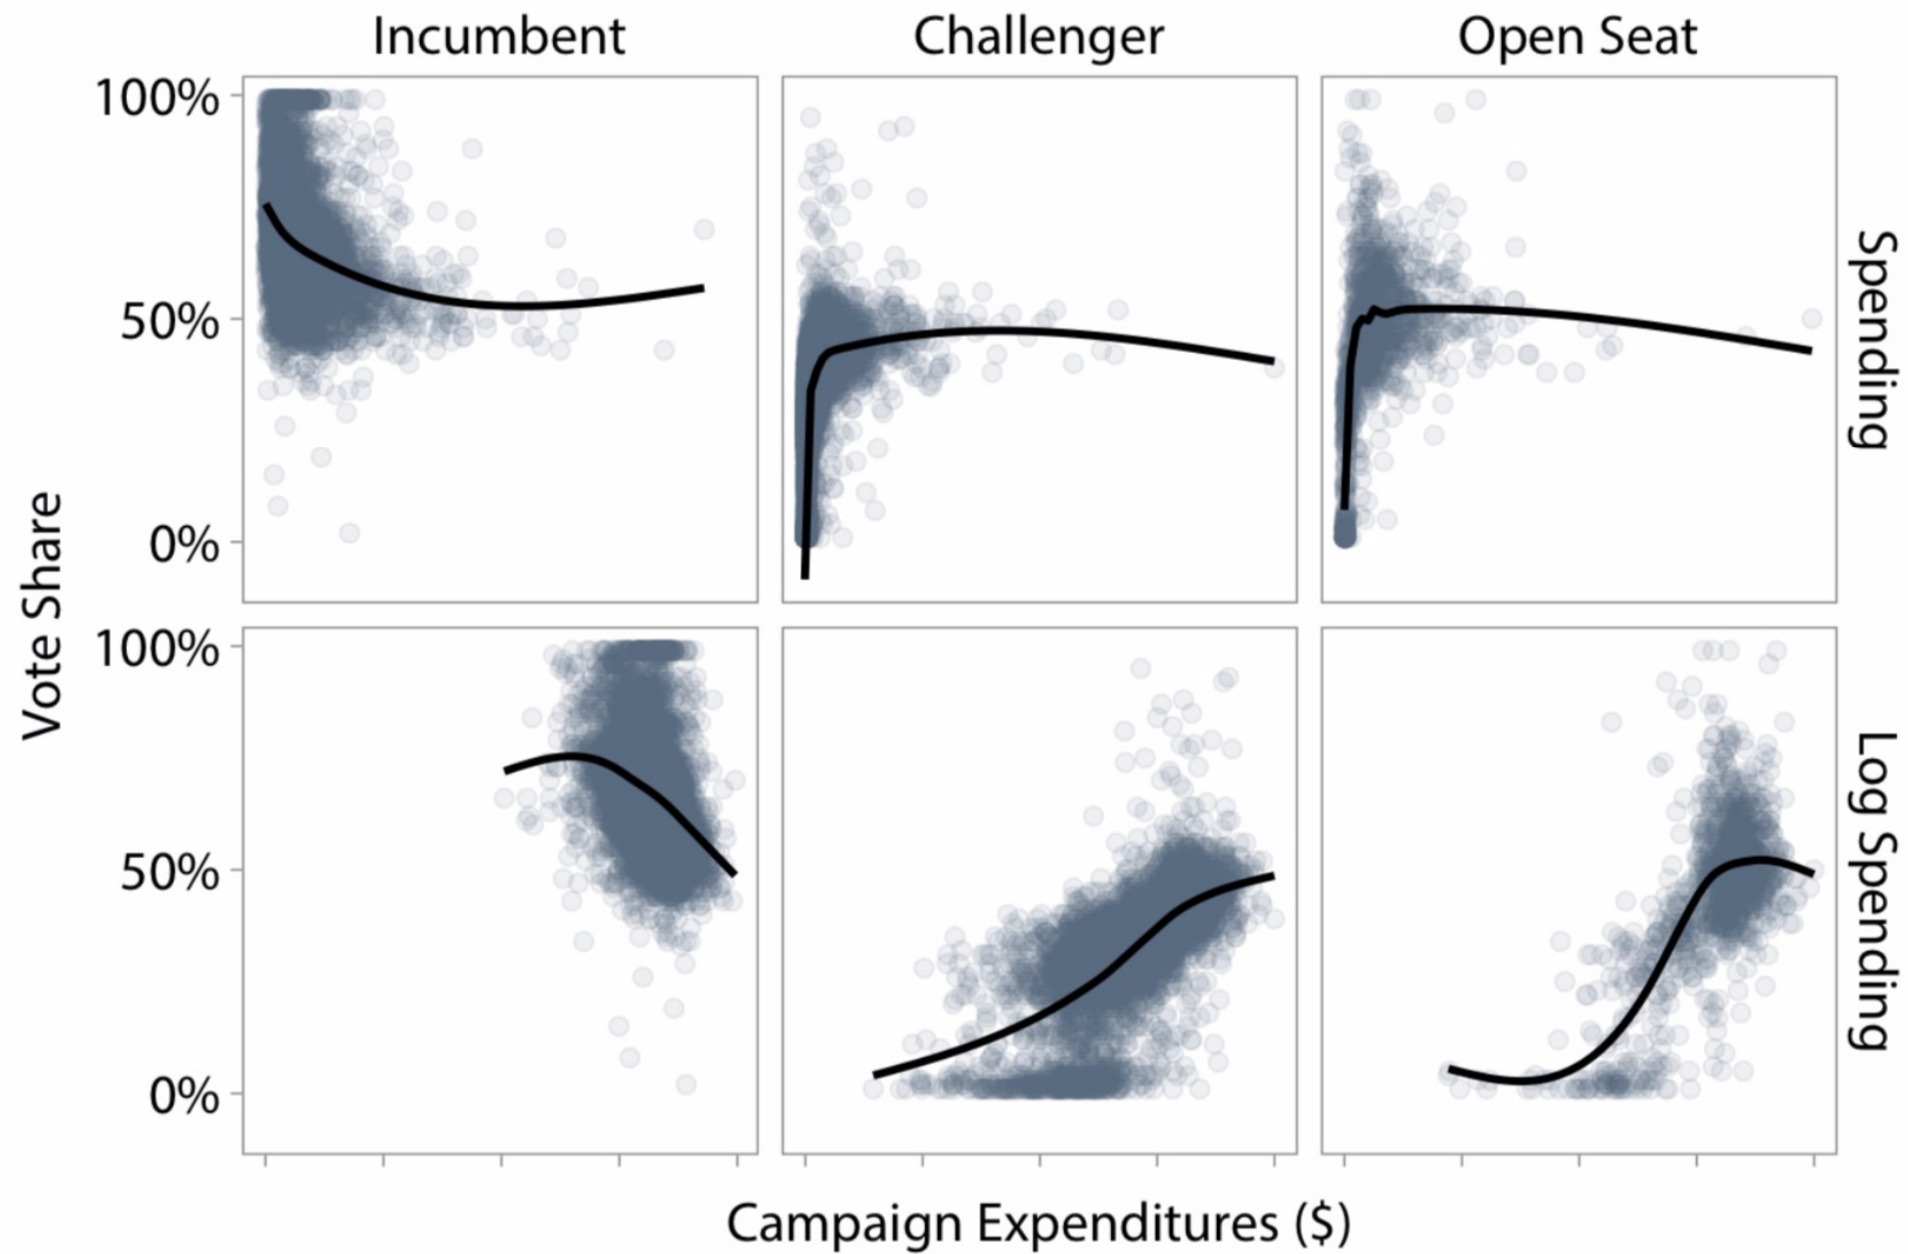 Incumbent
Challenger
Open Seat
100%
50%
0%
Spending
Vote Share
100%
50%
0%
Log Spending
Campaign Expenditures ($)